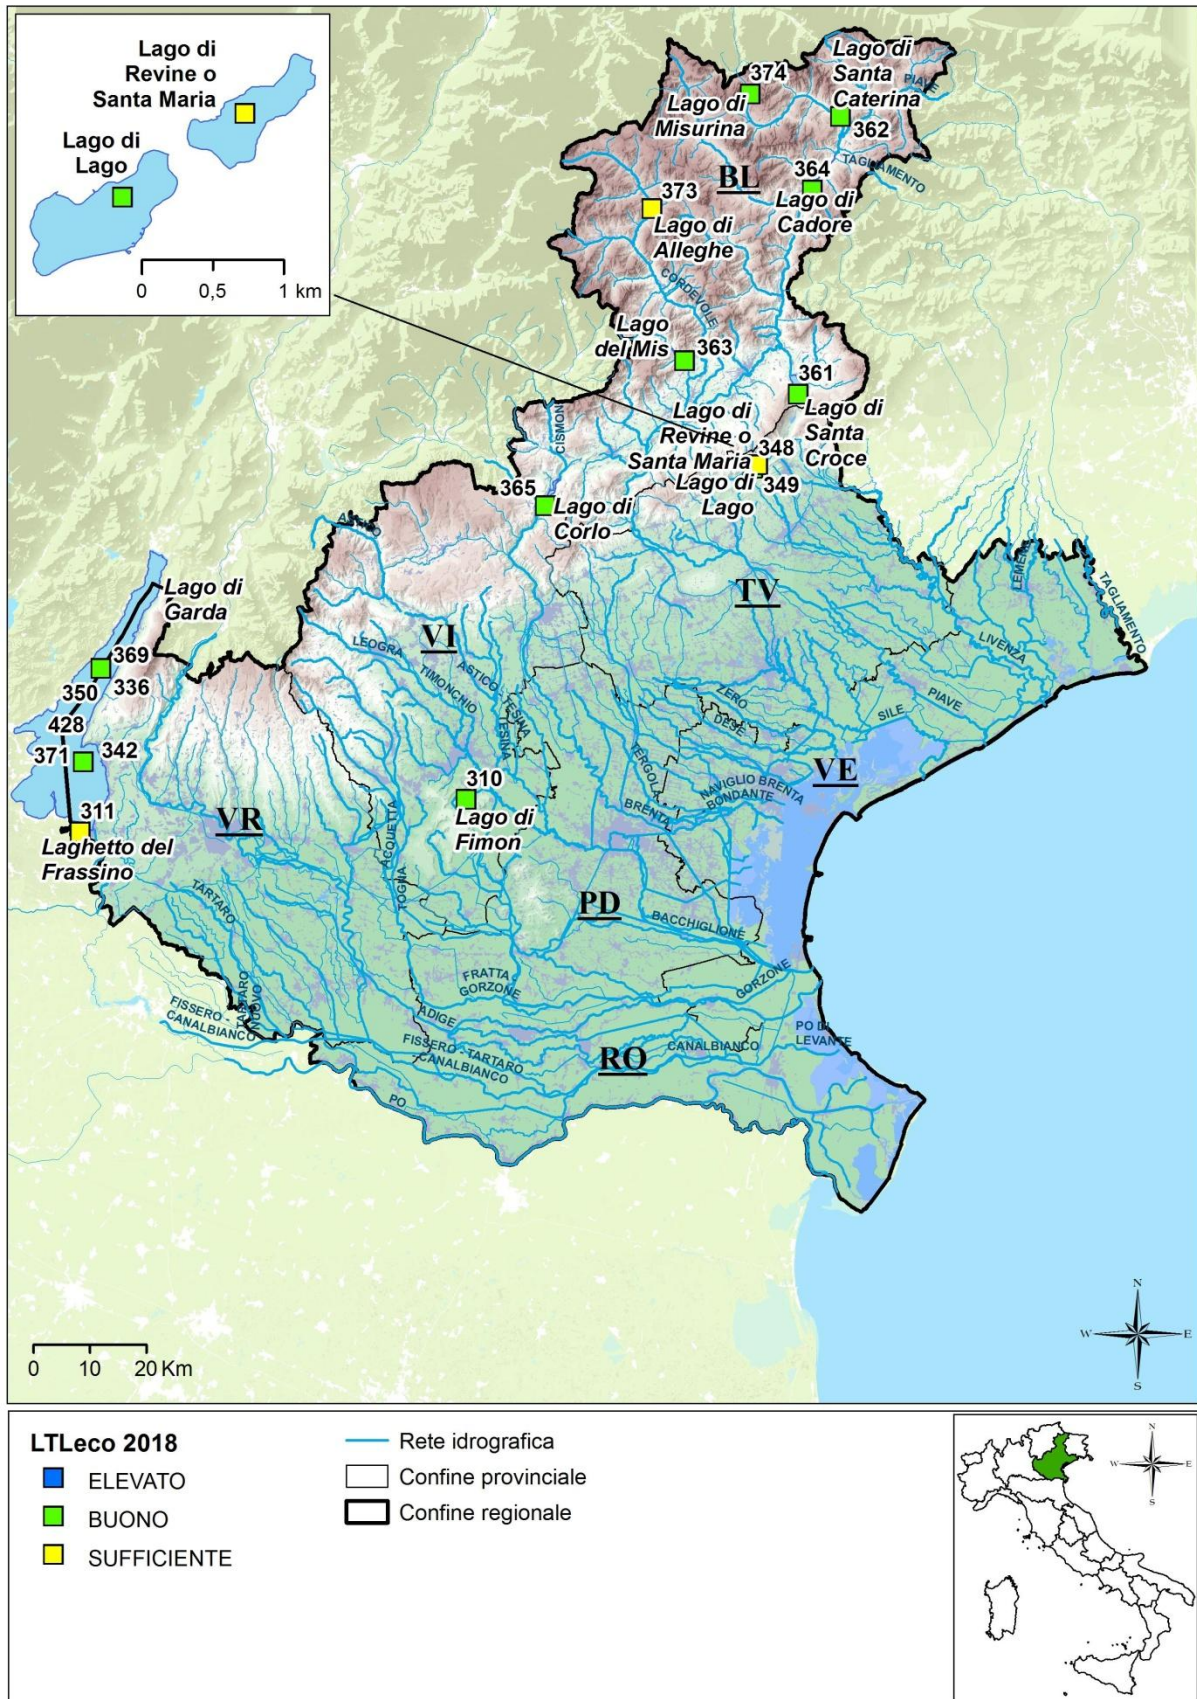 Lago di
Revine o
Santa Maria
Lago di
Lago
0 0,5 1 km
374
Lago di
Misurina
Lago di
Santa
Caterina
362
PIAVE
TAGLIAMENTO
BL
364
Lago di
Cadore
373
Lago di
Alleghe
CORDEVOLE
Lago
del Mis
363
361
Lago di
Santa
Croce
Lago di
Revine o
Santa Maria
348
Lago di
Lago
349
CISMON
365
Lago di
Corlo
Lago di
Garda
369
336
350
428
371
342
311
Laghetto del
Frassino
VI
LEOGRA
TIMONCHIO
ASTICO - TESINA
TESINA
TV
LEMENE
TAGLIAMENTO
LIVENZA
PIAVE
SILE
ZERO
DESE
VE
TERGOLA
NAVIGLIO BRENTA
BONDANTE
BRENTA
310
Lago di
Fimon
VR
ACQUETTA
TOGNA
TARTARO
PD
BACCHIGLIONE
GORZONE
FRATTA
GORZONE
TARTARO
NUOVO
FISSERO -
CANALBIANCO
ADIGE
FISSERO - TARTARO
CANALBIANCO
CANALBIANCO
PO DI
LEVANTE
RO
PO
0 10 20 Km
N
W E
S
LTLeco 2018
ELEVATO
BUONO
SUFFICIENTE
Rete idrografica
Confine provinciale
Confine regionale
N
W E
S